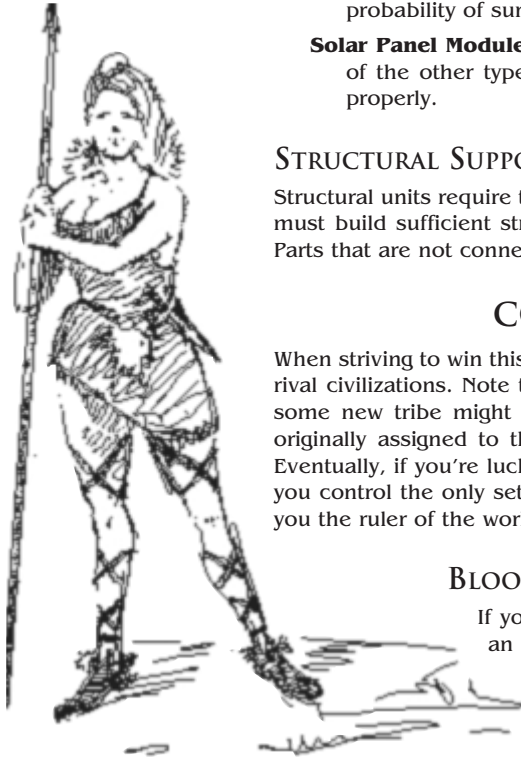 probability of sur
Solar Panel Module
of the other type
properly.
STRUCTURAL SUPPO
Structural units require t
must build sufficient str
Parts that are not conne
CO
When striving to win this
rival civilizations. Note t
some new tribe might
originally assigned to th
Eventually, if you're luck
you control the only set
you the ruler of the wor
BLOO
If yo
an